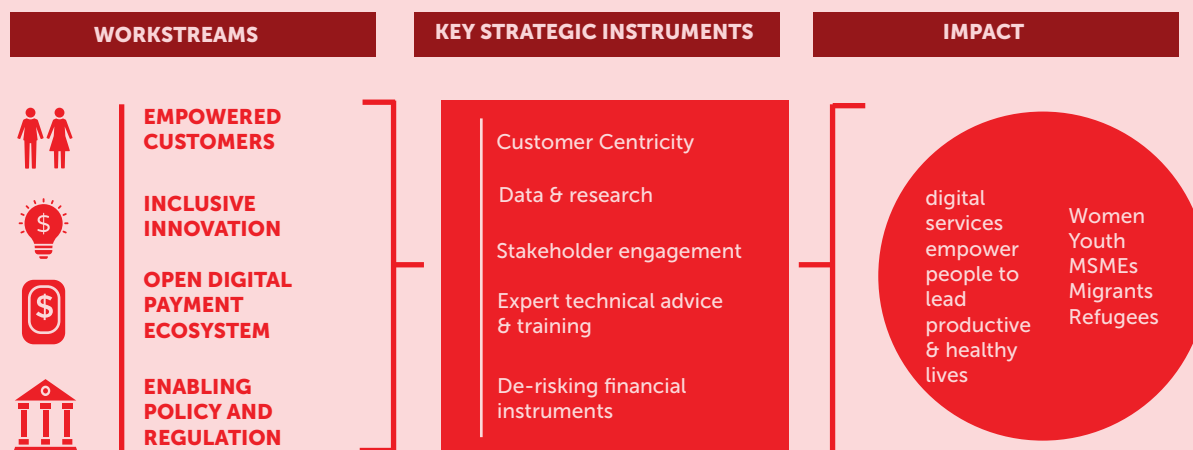 WORKSTREAMS
EMPOWERED
CUSTOMERS
$
INCLUSIVE
INNOVATION
$
OPEN DIGITAL
PAYMENT
ECOSYSTEM
ENABLING
POLICY AND
REGULATION
KEY STRATEGIC INSTRUMENTS
Customer Centricity
Data & research
Stakeholder engagement
Expert technical advice
& training
De-risking financial
instruments
IMPACT
digital
services
empower
people to
lead
productive
& healthy
lives
Women
Youth
MSMEs
Migrants
Refugees